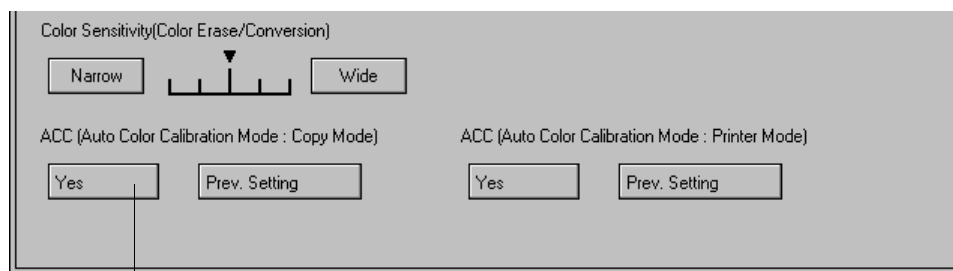 Color Sensitivity(Color Erase/Conversion)
Narrow Wide
ACC (Auto Color Calibration Mode : Copy Mode) ACC (Auto Color Calibration Mode : Printer Mode)
Yes Prev. Setting Yes Prev. Setting